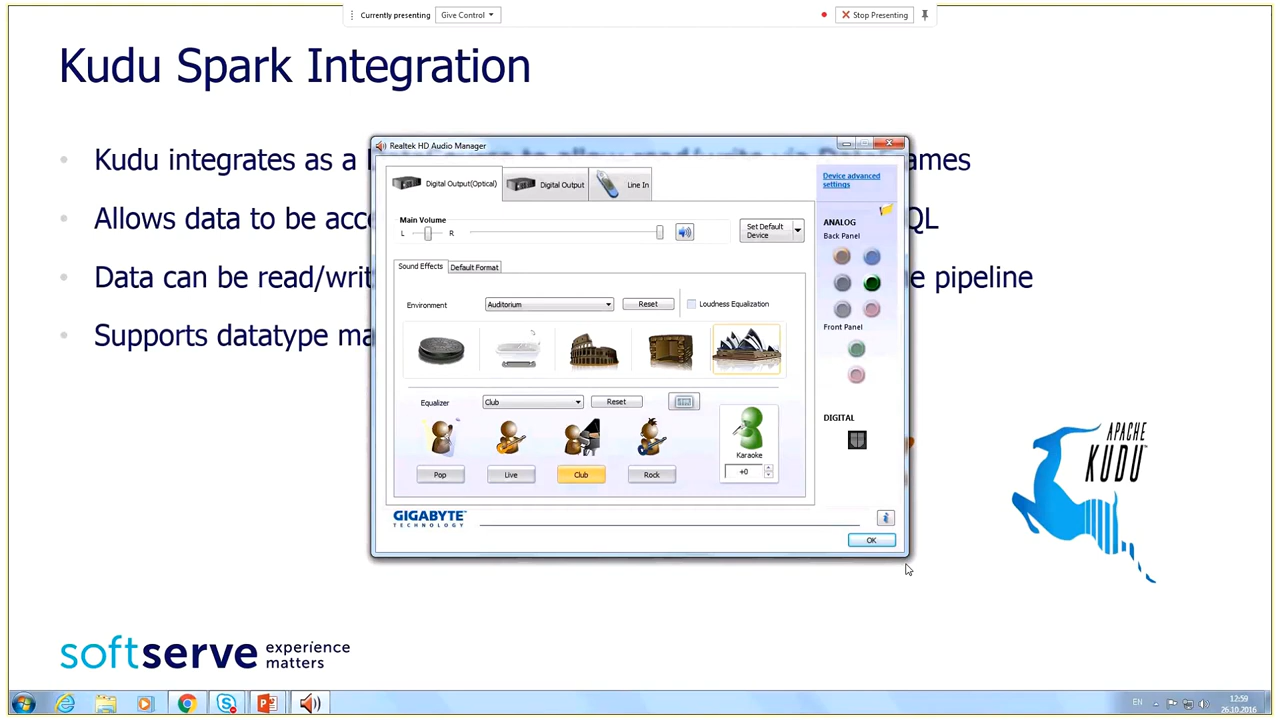 Currently presenting
Give Control
Stop Presenting
Kudu Spark Integration
Kudu integrates as a
ames
Allows data to be acce
QL
Data can be read/writ
e pipeline
Supports datatype ma
Realtek HD Audio Manager
Digital Output(Optical)
Digital Output
Line In
Device advanced
settings
Main Volume
L
R
Set Default
Device
ANALOG
Back Panel
Sound Effects
Default Format
Environment
Auditorium
Reset
Loudness Equalization
Front Panel
Equalizer
Club
Reset
Karaoke
+0
Pop
Live
Club
Rock
DIGITAL
GIGABYTE
TECHNOLOGY
OK
APACHE
KUDU
softserve
experience
matters
EN
12:59
26.10.2016